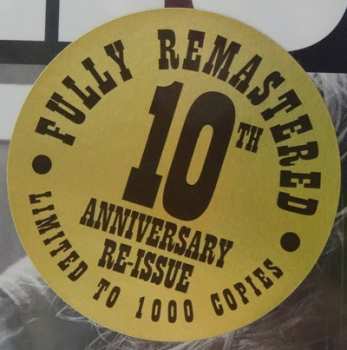 • FULLY REMASTERED •
10TH
ANNIVERSARY
RE-ISSUE
LIMITED TO 1000 COPIES